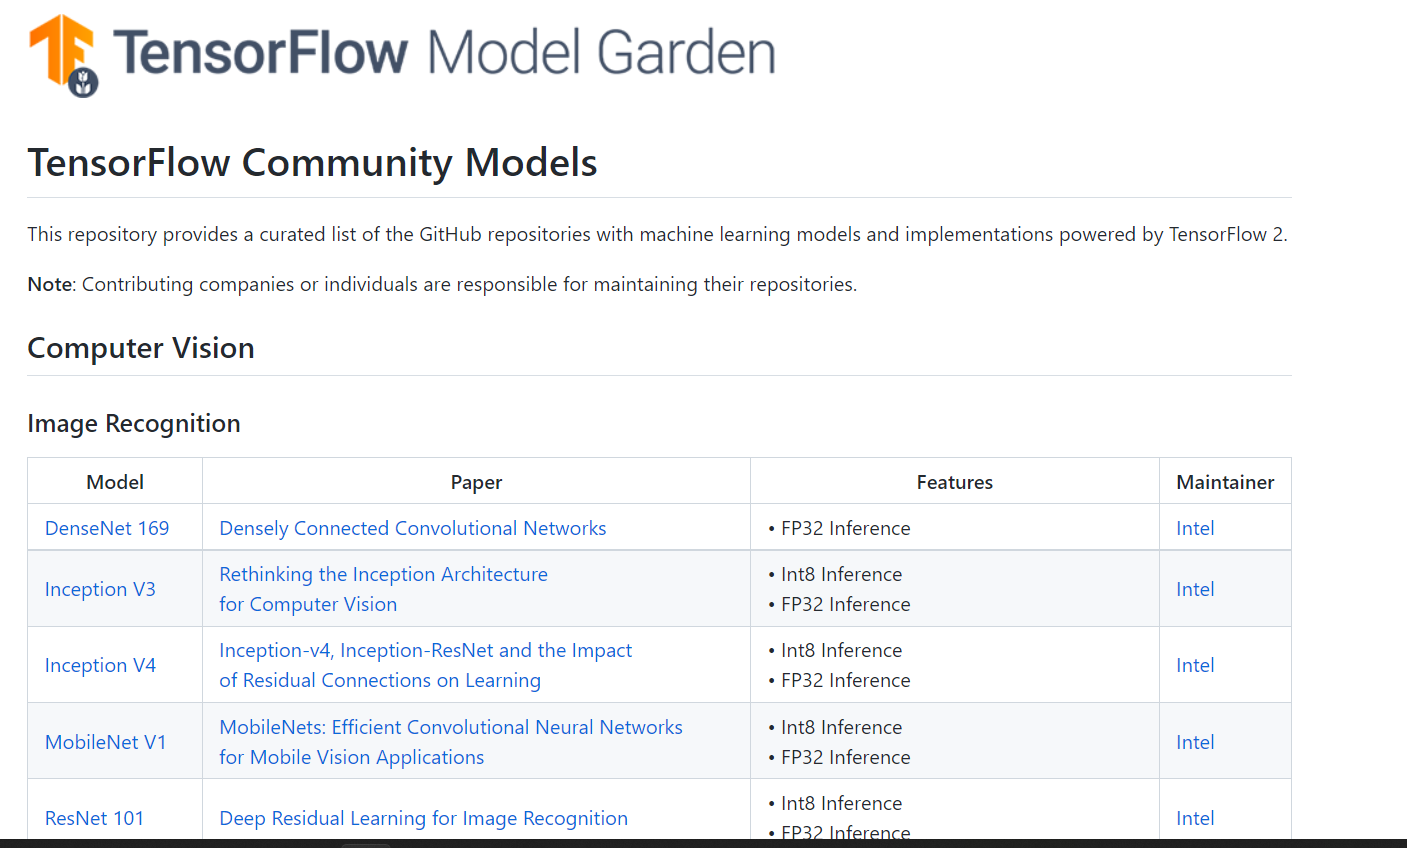 TensorFlow Model Garden
TensorFlow Community Models
This repository provides a curated list of the GitHub repositories with machine learning models and implementations powered by TensorFlow 2.
Note: Contributing companies or individuals are responsible for maintaining their repositories.
Computer Vision
Image Recognition
Model Paper Features Maintainer
DenseNet 169 Densely Connected Convolutional Networks • FP32 Inference Intel
Inception V3
Rethinking the Inception Architecture
for Computer Vision
• Int8 Inference
• FP32 Inference
Intel
Inception V4
Inception-v4, Inception-ResNet and the Impact
of Residual Connections on Learning
• Int8 Inference
• FP32 Inference
Intel
MobileNet V1
MobileNets: Efficient Convolutional Neural Networks
for Mobile Vision Applications
• Int8 Inference
• FP32 Inference
Intel
ResNet 101
Deep Residual Learning for Image Recognition
• Int8 Inference
• FP32 Inference
Intel